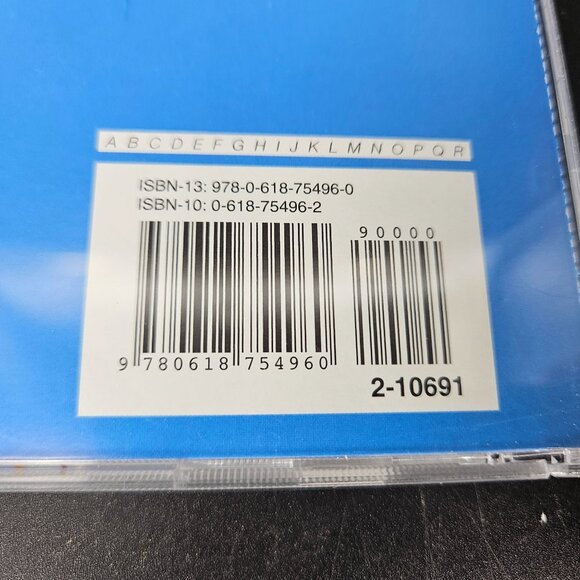 A B C D E F G H I J K L M N O P Q R
ISBN-13: 978-0-618-75496-0
ISBN-10: 0-618-75496-2
90000
9 780618 754960
2-10691